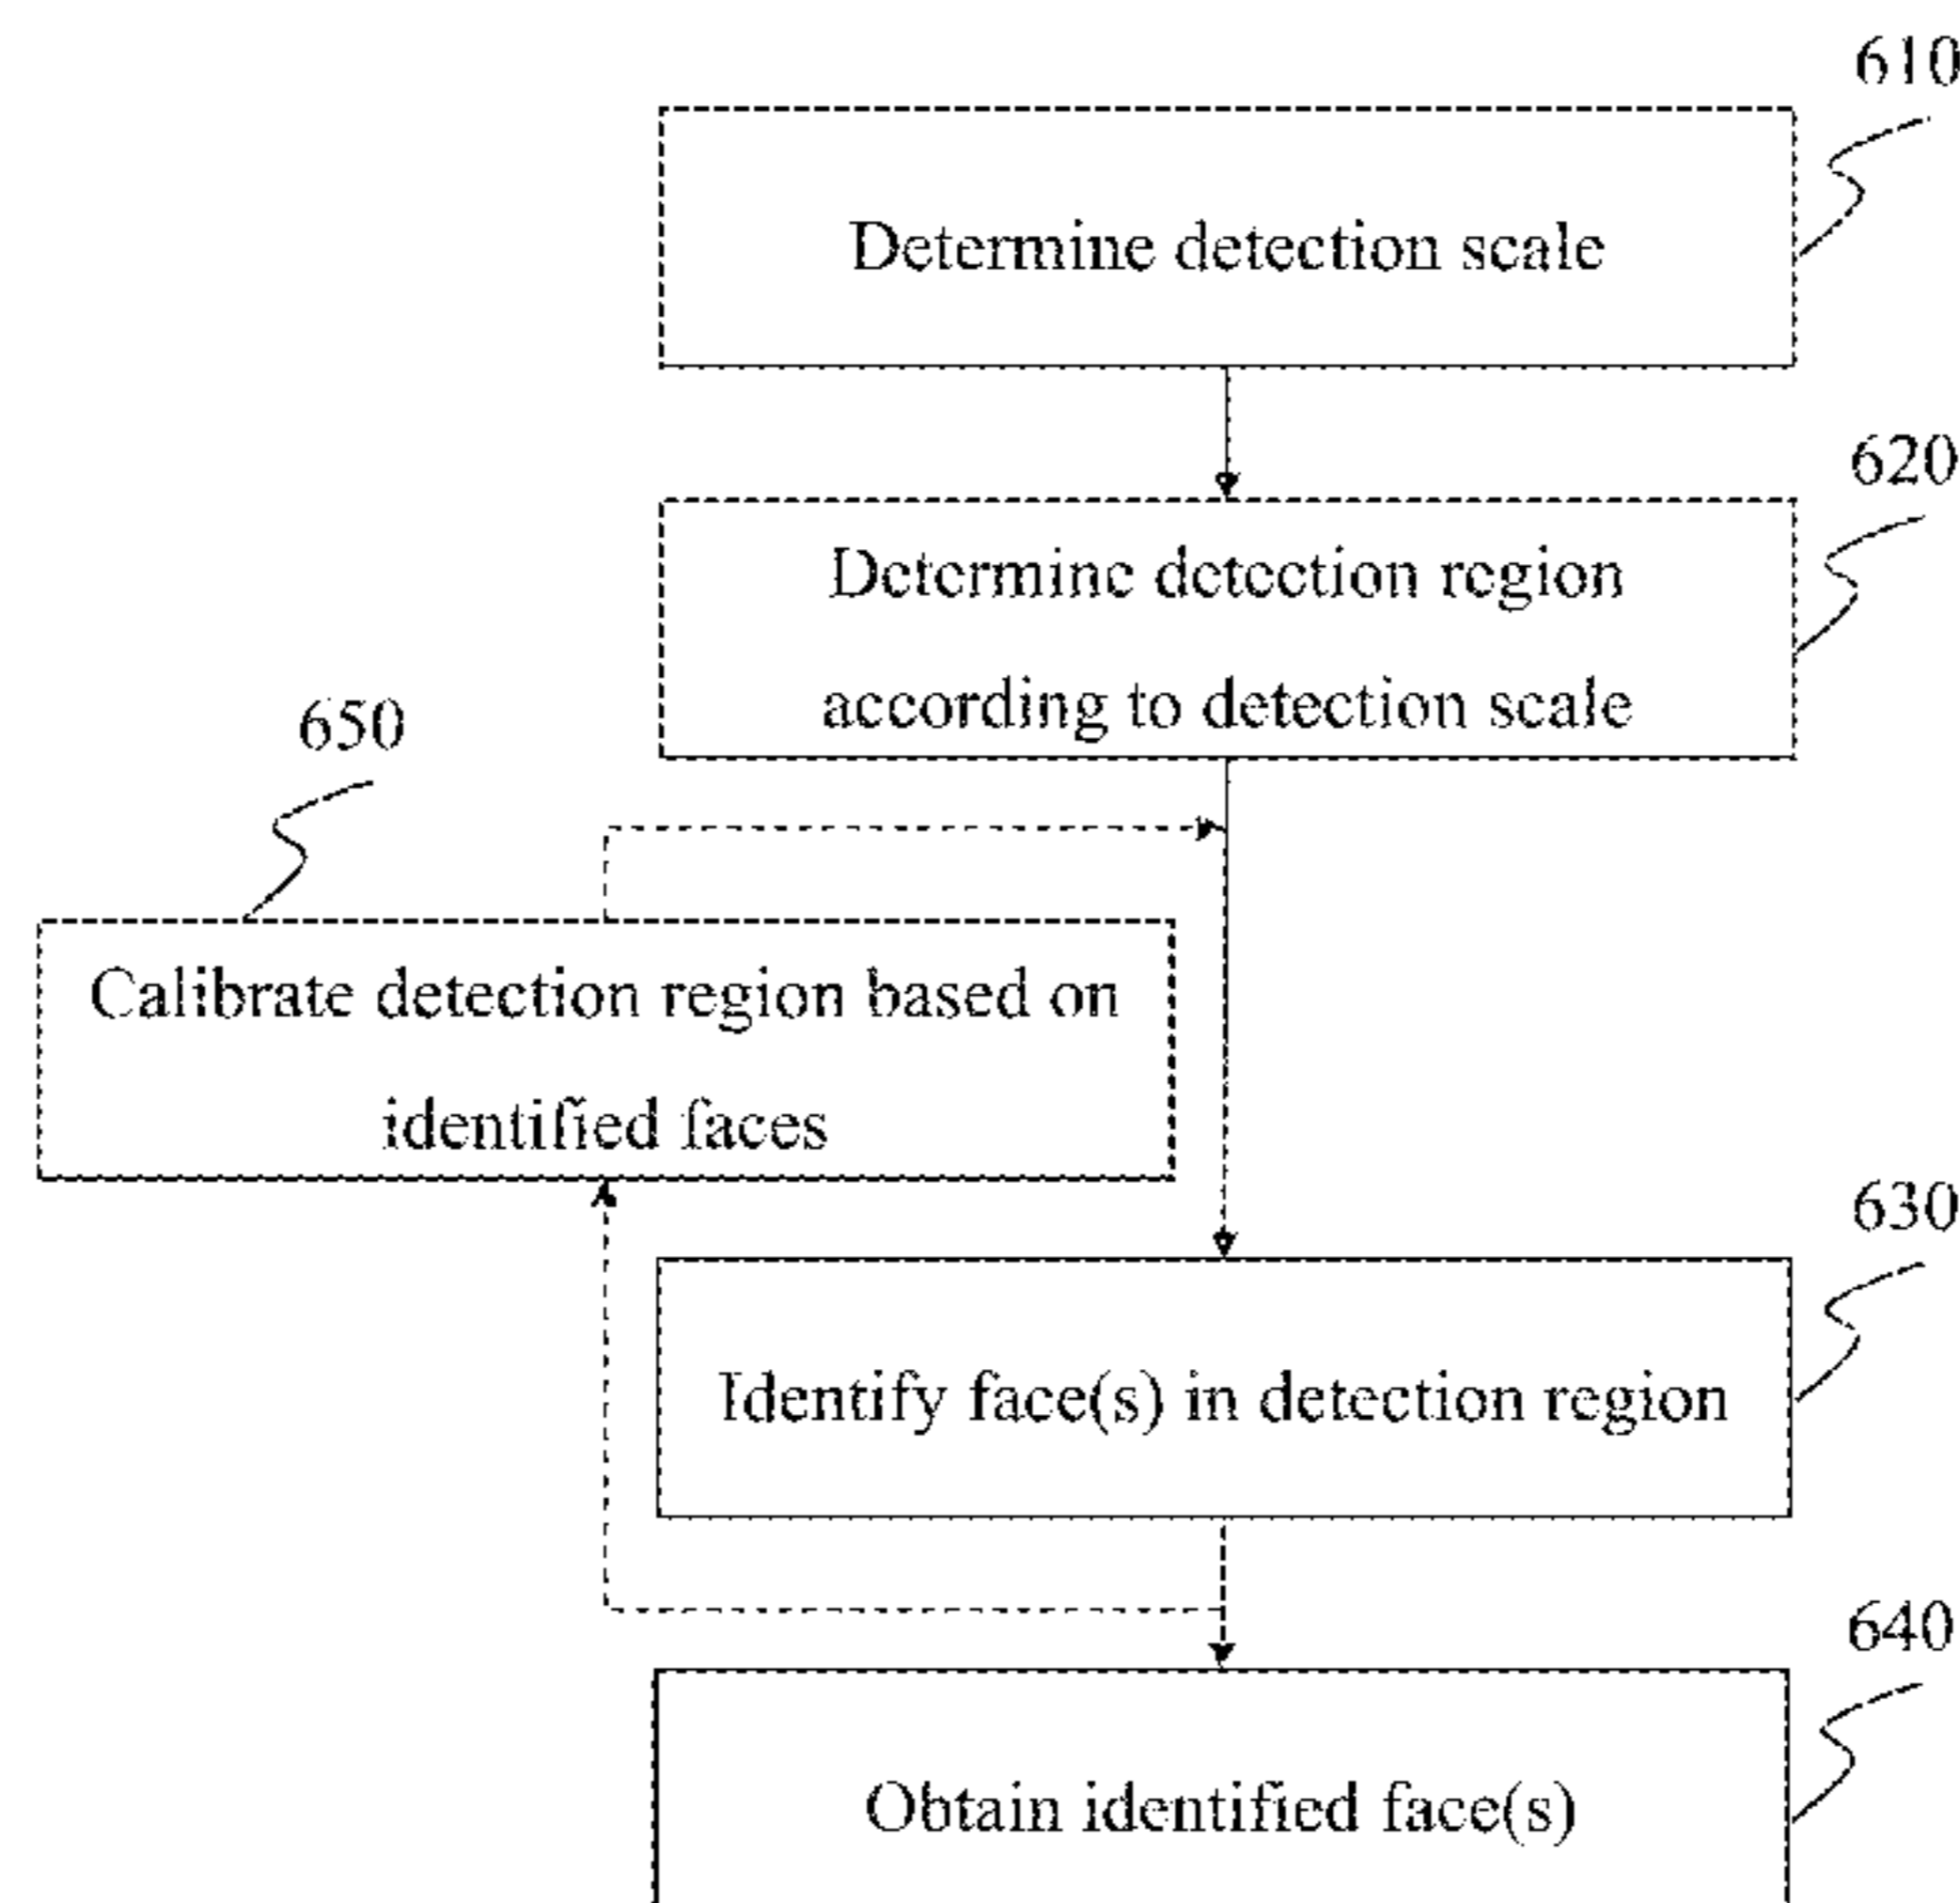 610
Determine detection scale
620
Determine detection region
according to detection scale
650
Calibrate detection region based on
identified faces
630
Identify face(s) in detection region
640
Obtain identified face(s)